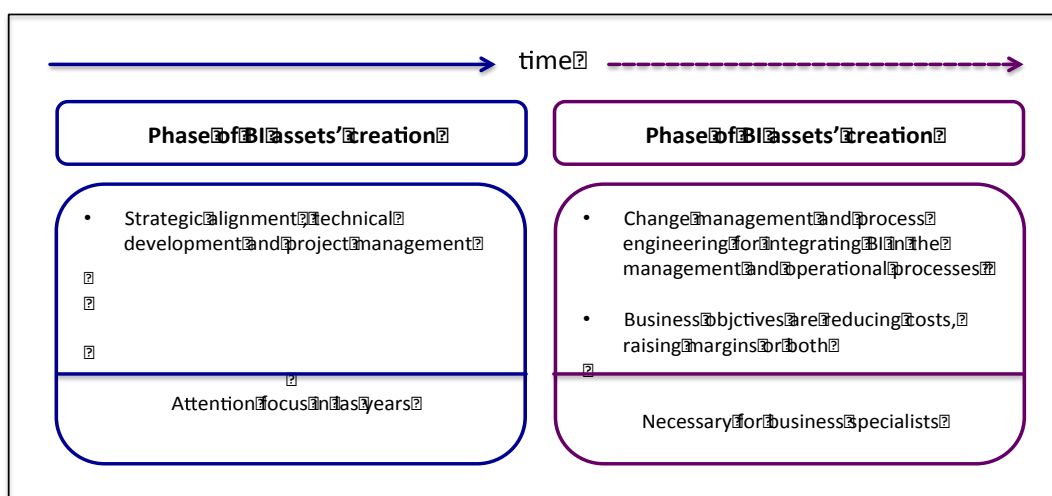 time
Phase of BI assets' creation
Phase of BI assets' creation
• Strategic alignment, technical
development and project management
Attention focus in las years
• Change management and process
engineering for integrating BI in the
management and operational processes
• Business objctives are reducing costs,
raising margins or both
Necessary for business specialists